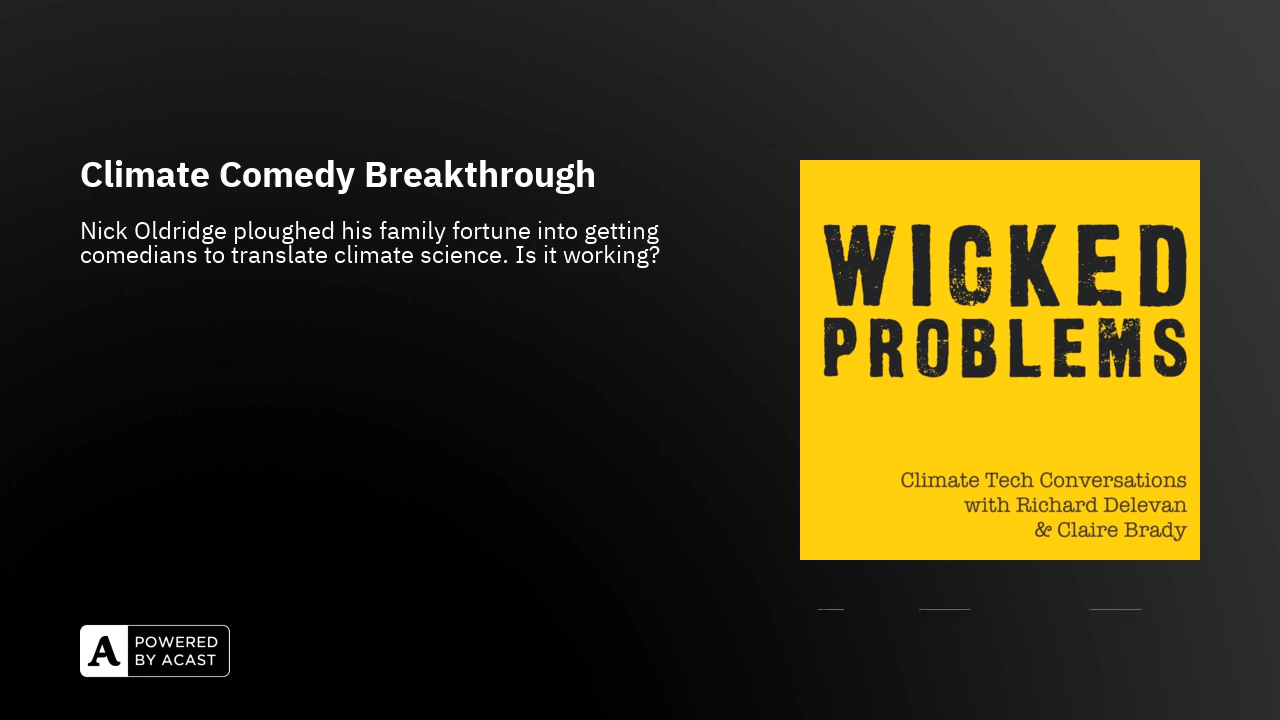 Climate Comedy Breakthrough
Nick Oldridge ploughed his family fortune into getting
comedians to translate climate science. Is it working?
WICKED
PROBLEMS
Climate Tech Conversations
with Richard Delevan
& Claire Brady
A
POWERED
BY ACAST